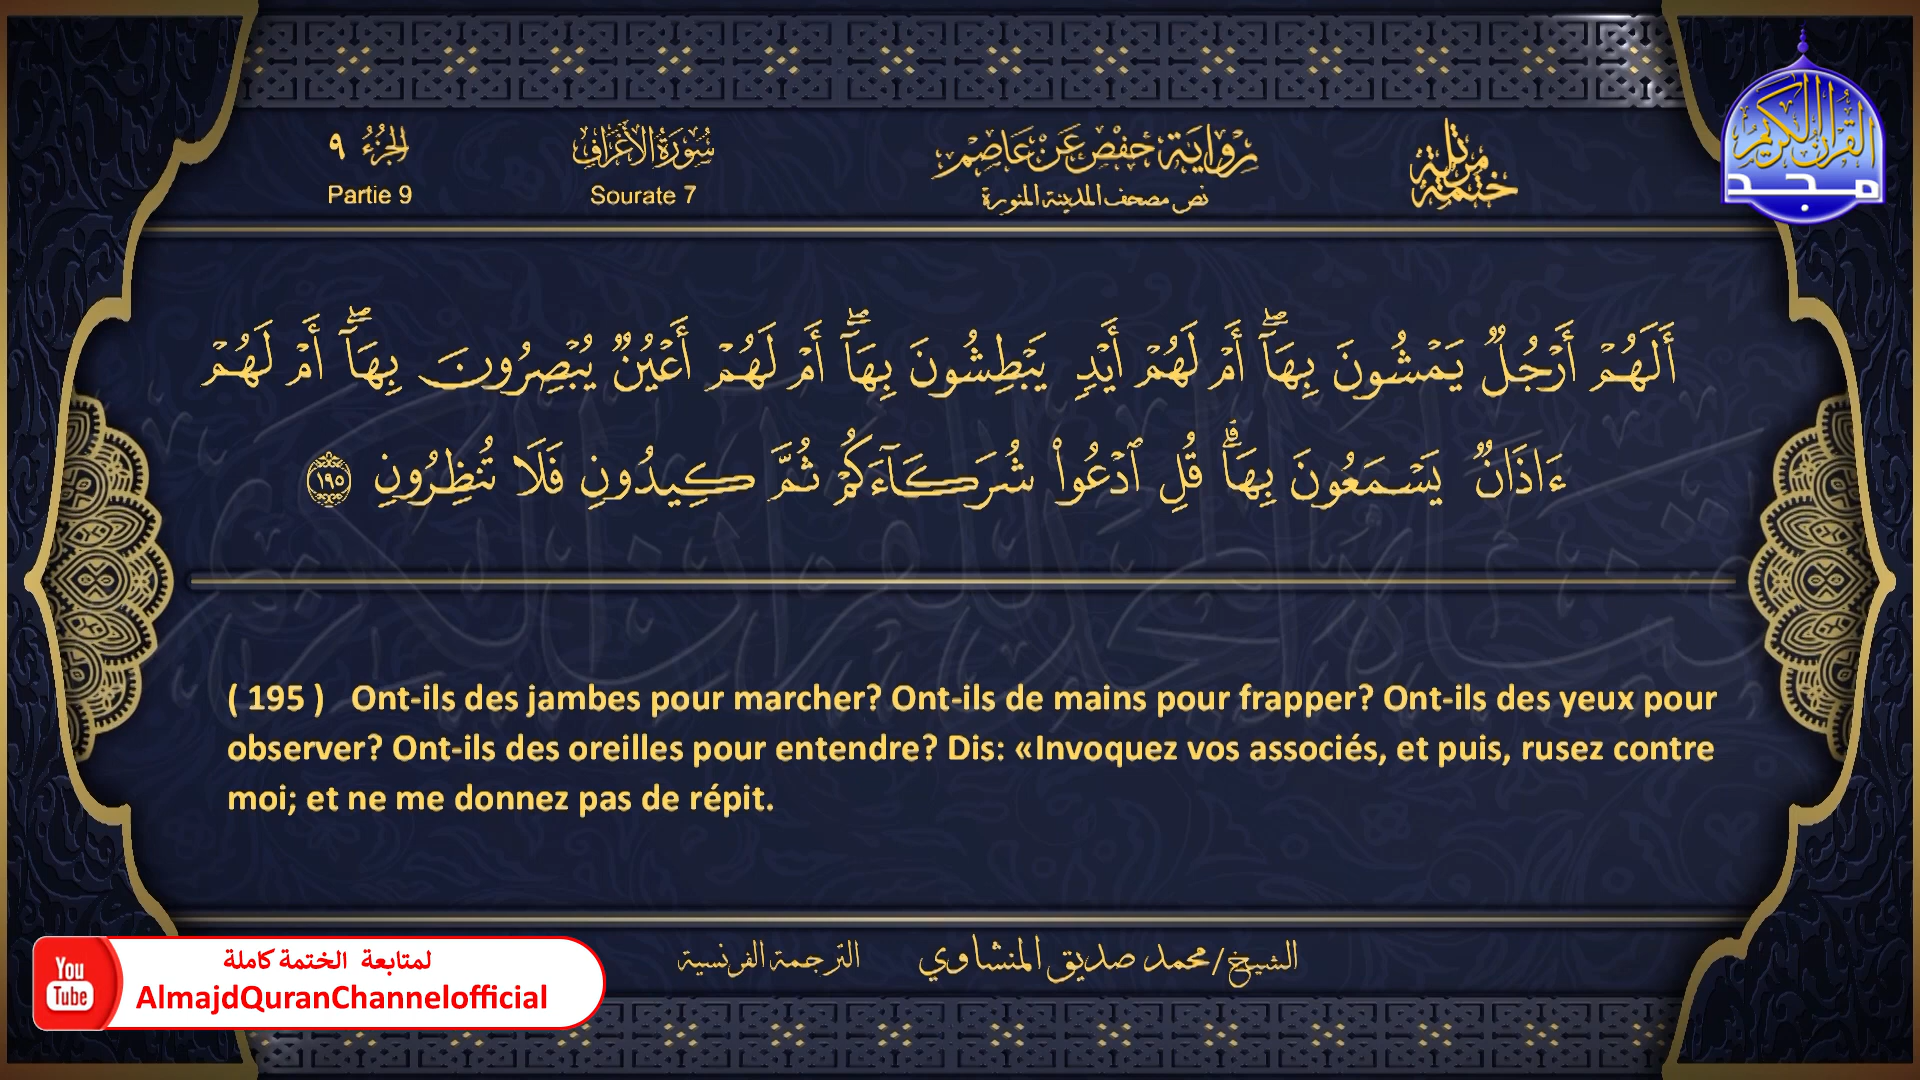 ختمة مرتلة
رواية حفص عن عاصم
نص مصحف المدينة المنورة
سورة الأعراف
Sourate 7
الجزء ٩
Partie 9
القرآن الكريم
مجد
أَلَهُمْ أَرْجُلٌ يَمْشُونَ بِهَآ ۖ أَمْ لَهُمْ أَيْدٍ يَبْطِشُونَ بِهَآ ۖ أَمْ لَهُمْ أَعْيُنٌ يُبْصِرُونَ بِهَآ ۖ أَمْ لَهُمْ
ءَاذَانٌ يَسْمَعُونَ بِهَا ۗ قُلِ ٱدْعُوا۟ شُرَكَآءَكُمْ ثُمَّ كِيدُونِ فَلَا تُنظِرُونِ ١٩٥
( 195 ) Ont-ils des jambes pour marcher? Ont-ils de mains pour frapper? Ont-ils des yeux pour
observer? Ont-ils des oreilles pour entendre? Dis: «Invoquez vos associés, et puis, rusez contre
moi; et ne me donnez pas de répit.
الشيخ/محمد صديق المنشاوي
الترجمة الفرنسية
You
Tube
لمتابعة الختمة كاملة
AlmajdQuranChannelofficial